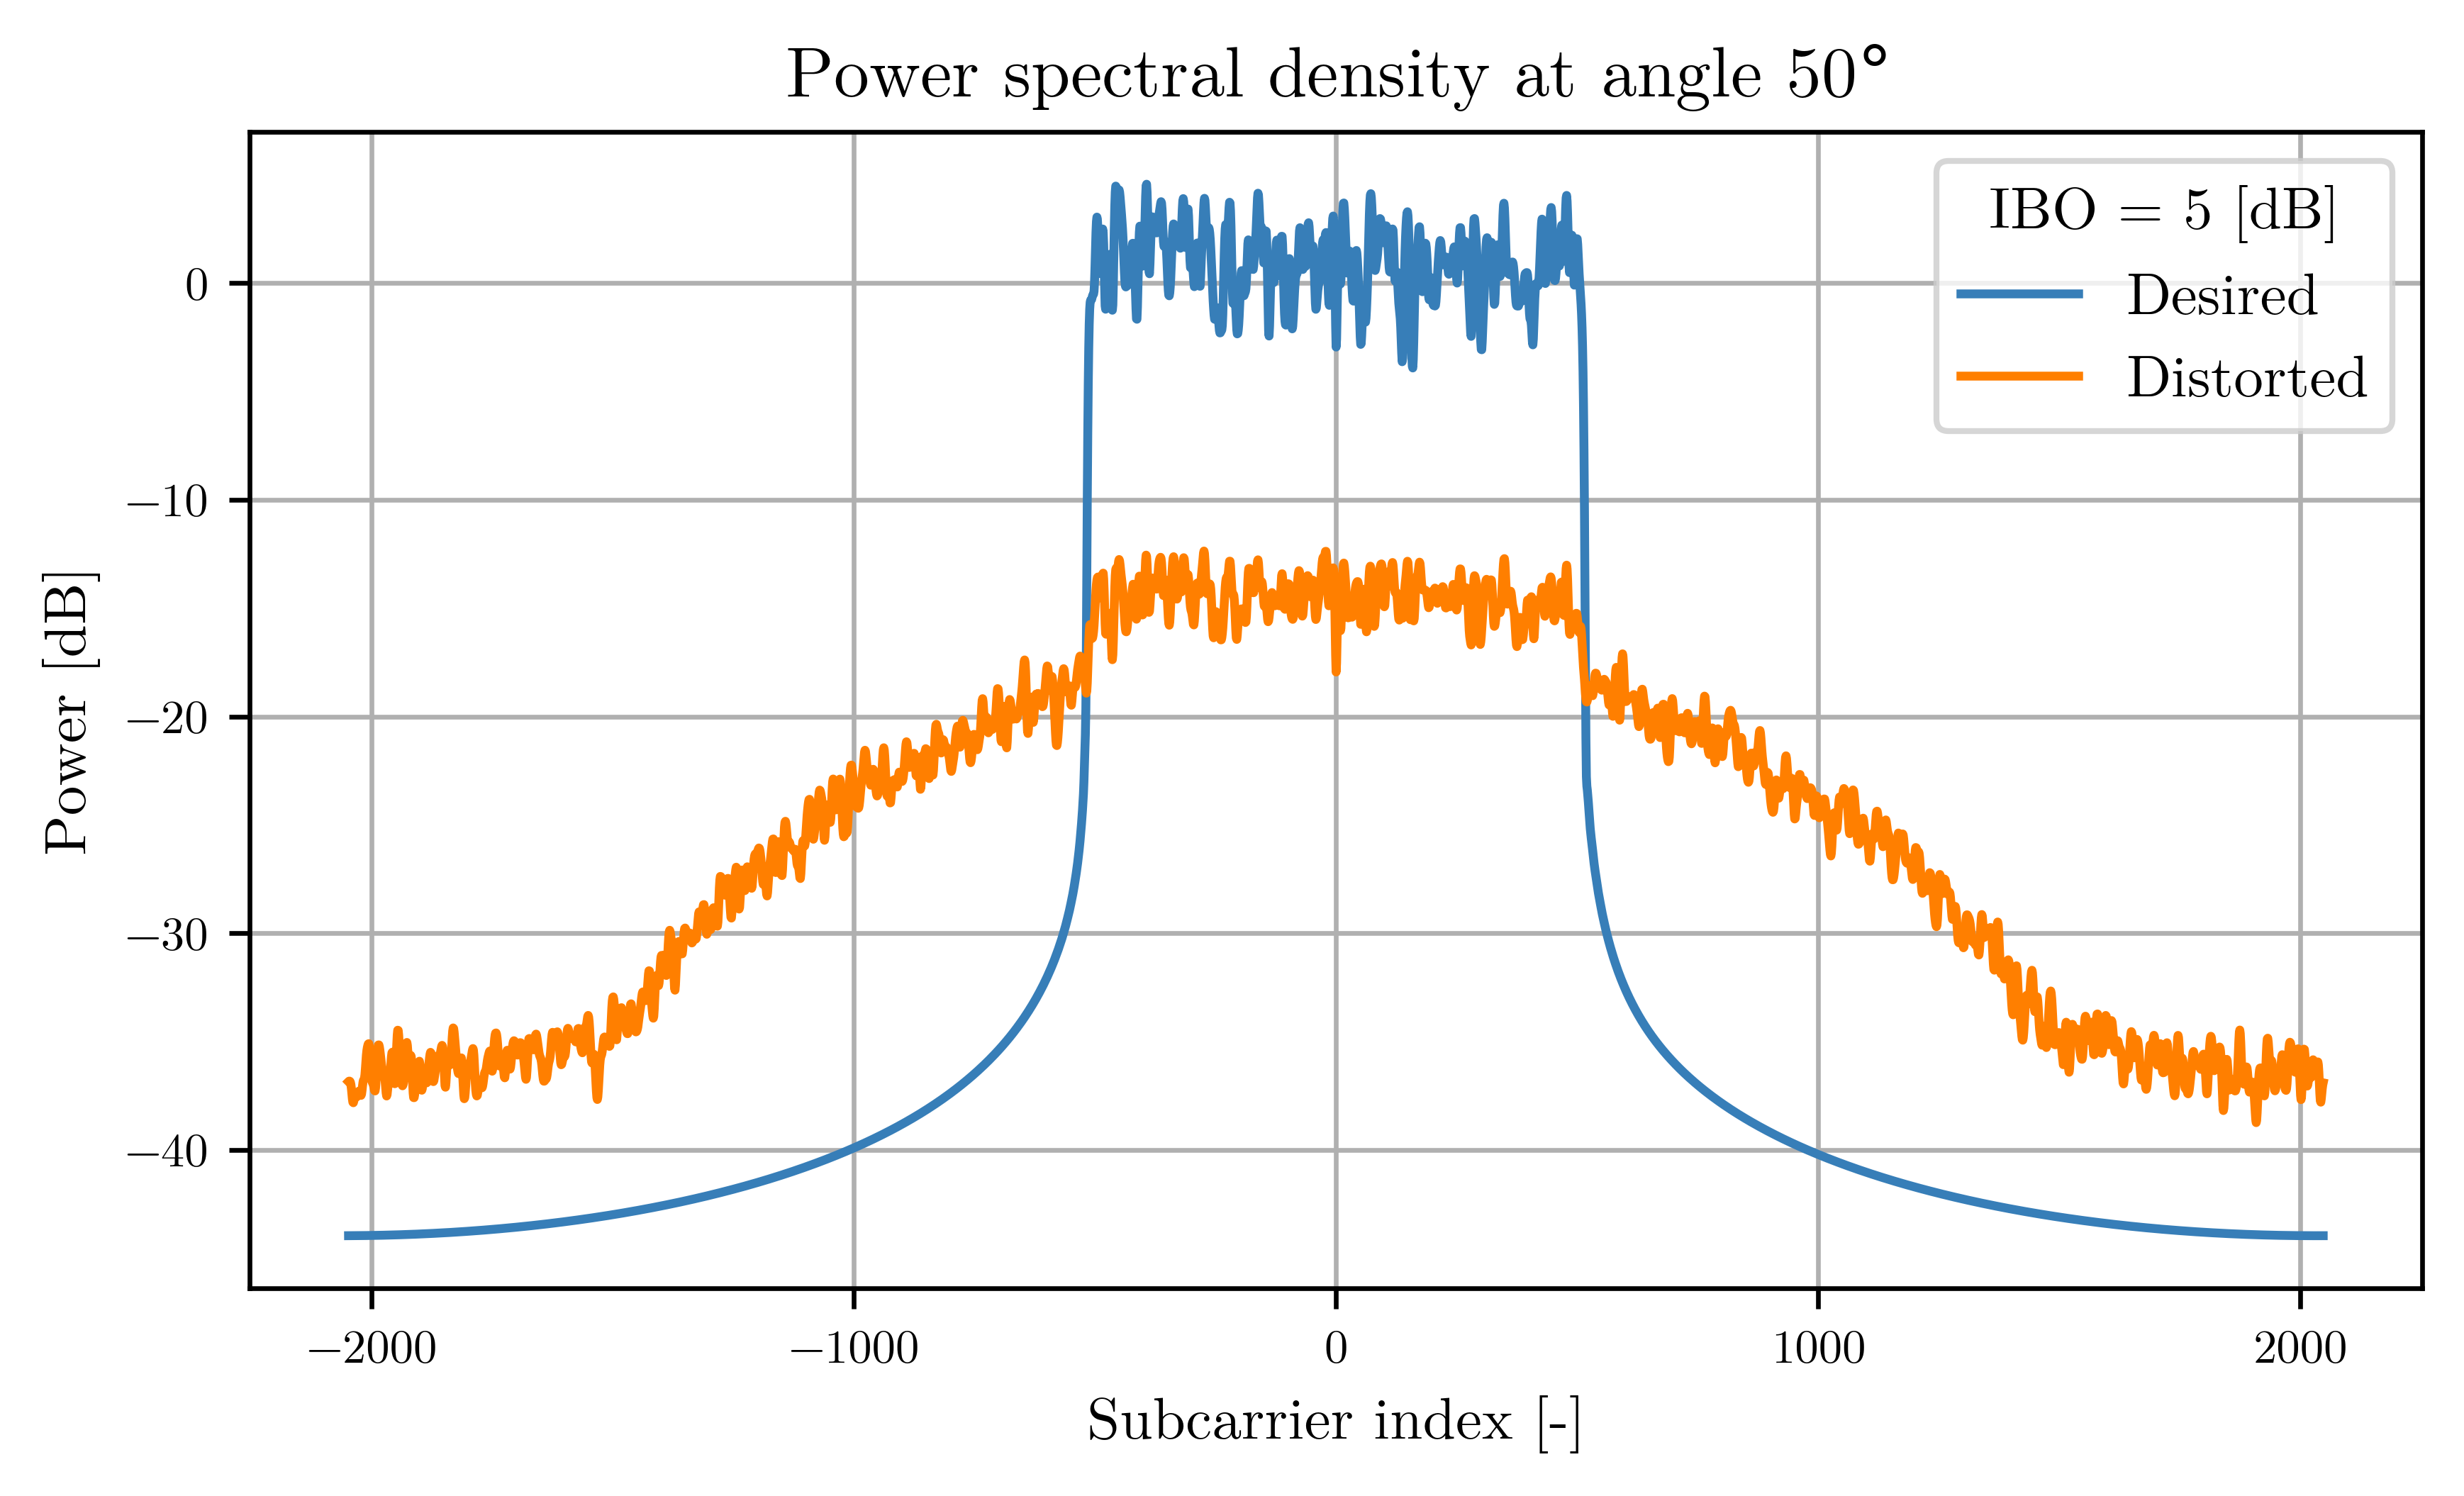 Power spectral density at angle 50°
IBO = 5 [dB]
Desired
Distorted
Power [dB]
0
−10
−20
−30
−40
−2000
−1000
0
1000
2000
Subcarrier index [-]